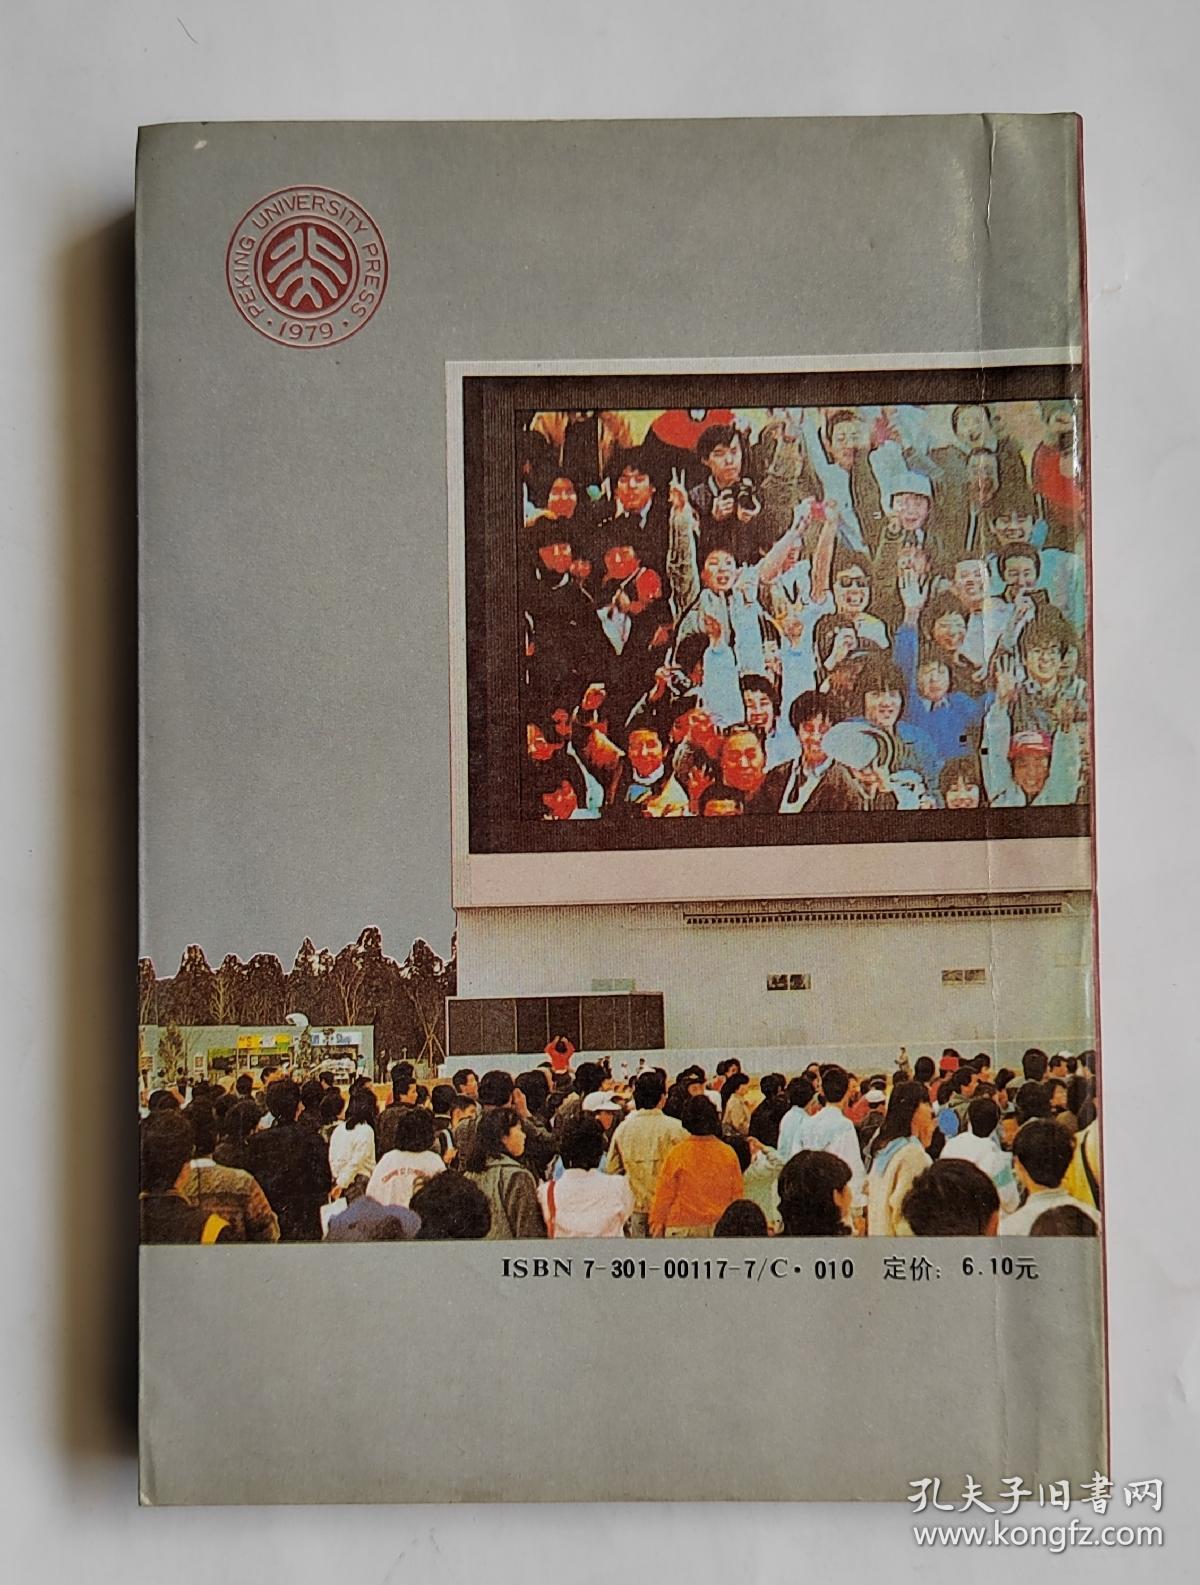 PEKING UNIVERSITY PRESS
·1979·
Shop
ISBN 7-301-00117-7/C·010 定价: 6.10元
孔夫子旧書网
www.kongfz.com